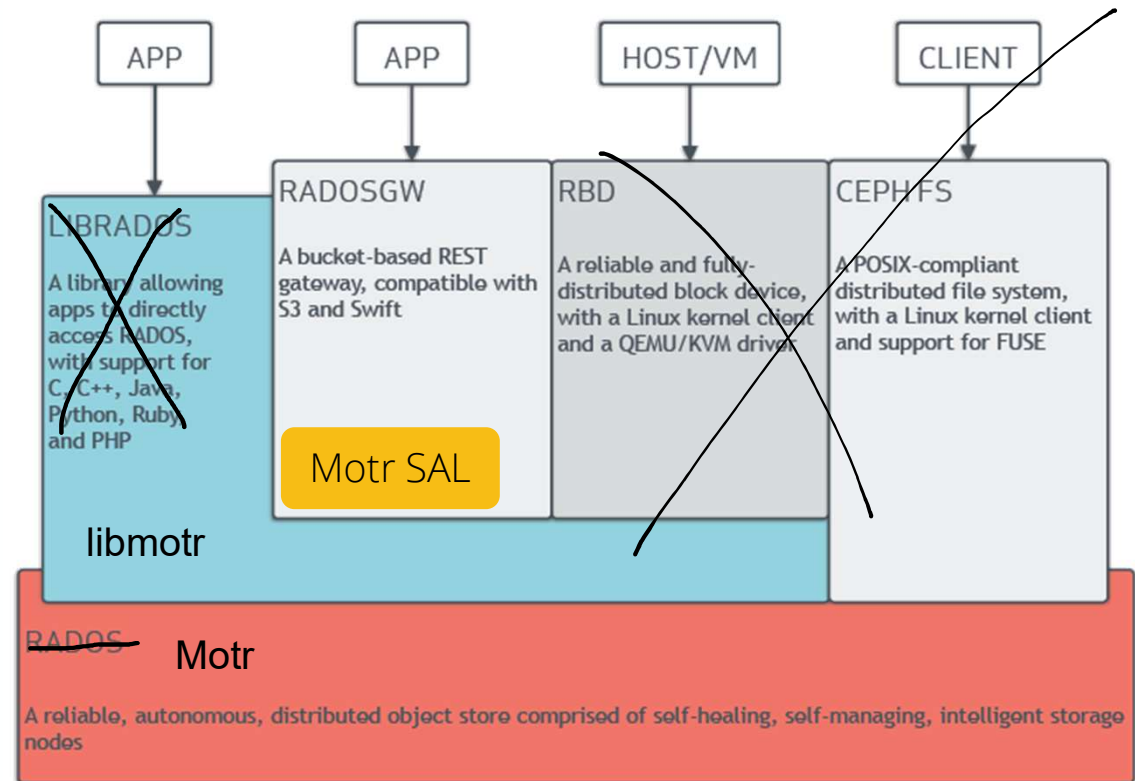 APP
APP
HOST/VM
CLIENT
LIBRADOS
A library allowing
apps to directly
access RADOS,
with support for
C, C++, Java,
Python, Ruby,
and PHP
libmotr
RADOSGW
A bucket-based REST
gateway, compatible with
S3 and Swift
Motr SAL
RBD
A reliable and fully-
distributed block device,
with a Linux kernel client
and a QEMU/KVM driver
CEPH FS
A POSIX-compliant
distributed file system,
with a Linux kernel client
and support for FUSE
RADOS
Motr
A reliable, autonomous, distributed object store comprised of self-healing, self-managing, intelligent storage
nodes